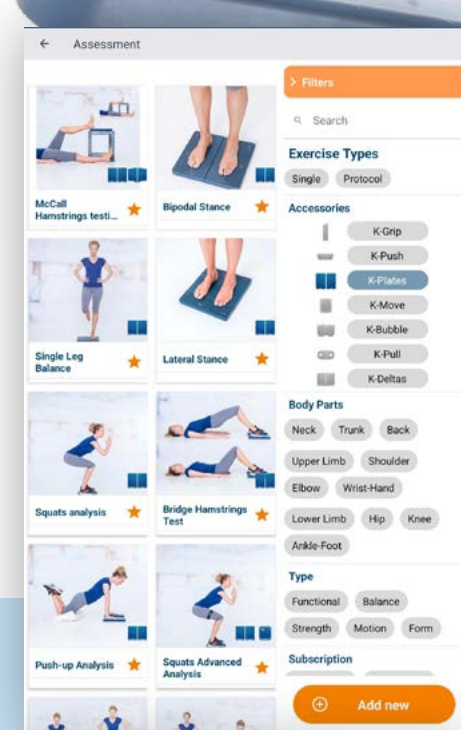 Assessment
McCall
Hamstrings testi...
Bipodal Stance
Single Leg
Balance
Lateral Stance
Squats analysis
Bridge Hamstrings
Test
Push-up Analysis
Squats Advanced
Analysis
Filters
Search
Exercise Types
Single Protocol
Accessories
K-Grip
K-Push
K-Plates
K-Move
K-Bubble
K-Pull
K-Deltas
Body Parts
Neck Trunk Back
Upper Limb Shoulder
Elbow Wrist-Hand
Lower Limb Hip Knee
Ankle-Foot
Type
Functional Balance
Strength Motion Form
Subscription
Add new